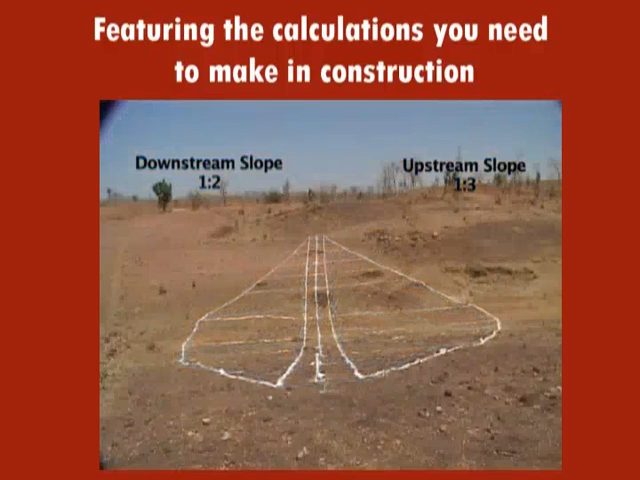 Featuring the calculations you need
to make in construction
Downstream Slope
1:2
Upstream Slope
1:3